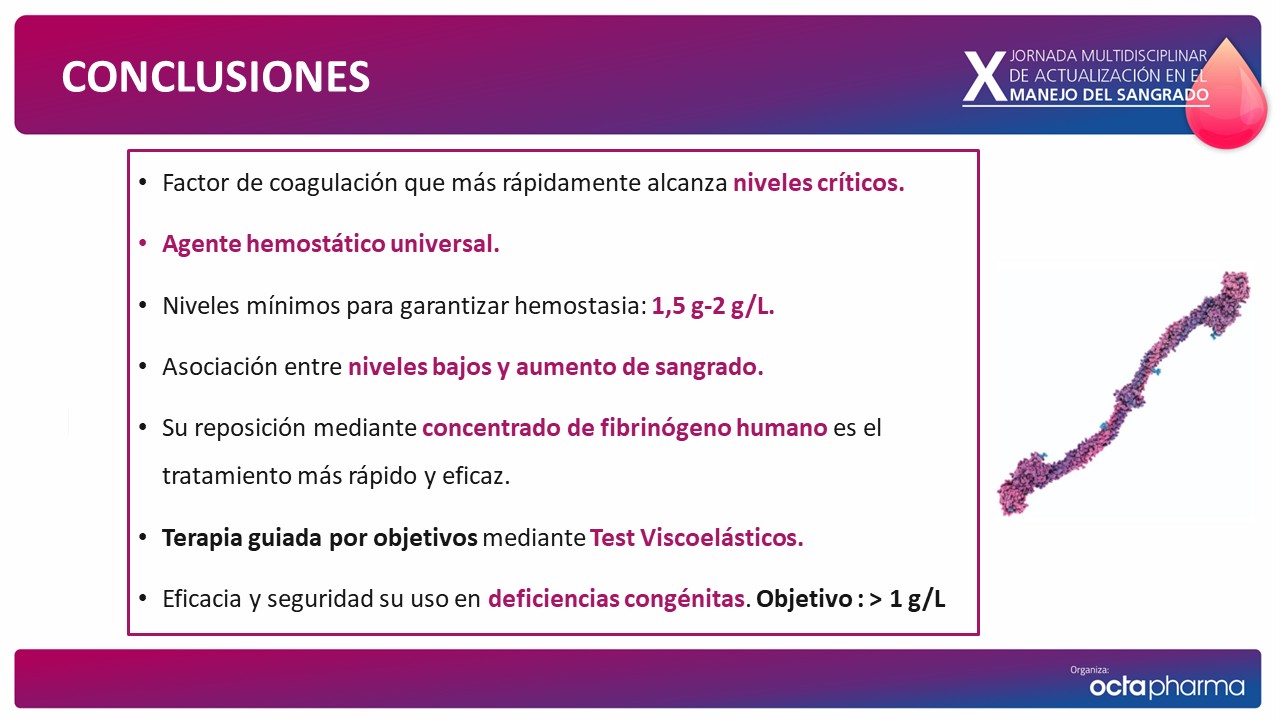 CONCLUSIONES
X JORNADA MULTIDISCIPLINAR
DE ACTUALIZACIÓN EN EL
MANEJO DEL SANGRADO
• Factor de coagulación que más rápidamente alcanza niveles críticos.
• Agente hemostático universal.
• Niveles mínimos para garantizar hemostasia: 1,5 g-2 g/L.
• Asociación entre niveles bajos y aumento de sangrado.
• Su reposición mediante concentrado de fibrinógeno humano es el
tratamiento más rápido y eficaz.
• Terapia guiada por objetivos mediante Test Viscoelásticos.
• Eficacia y seguridad su uso en deficiencias congénitas. Objetivo : > 1 g/L
Organiza:
octapharma